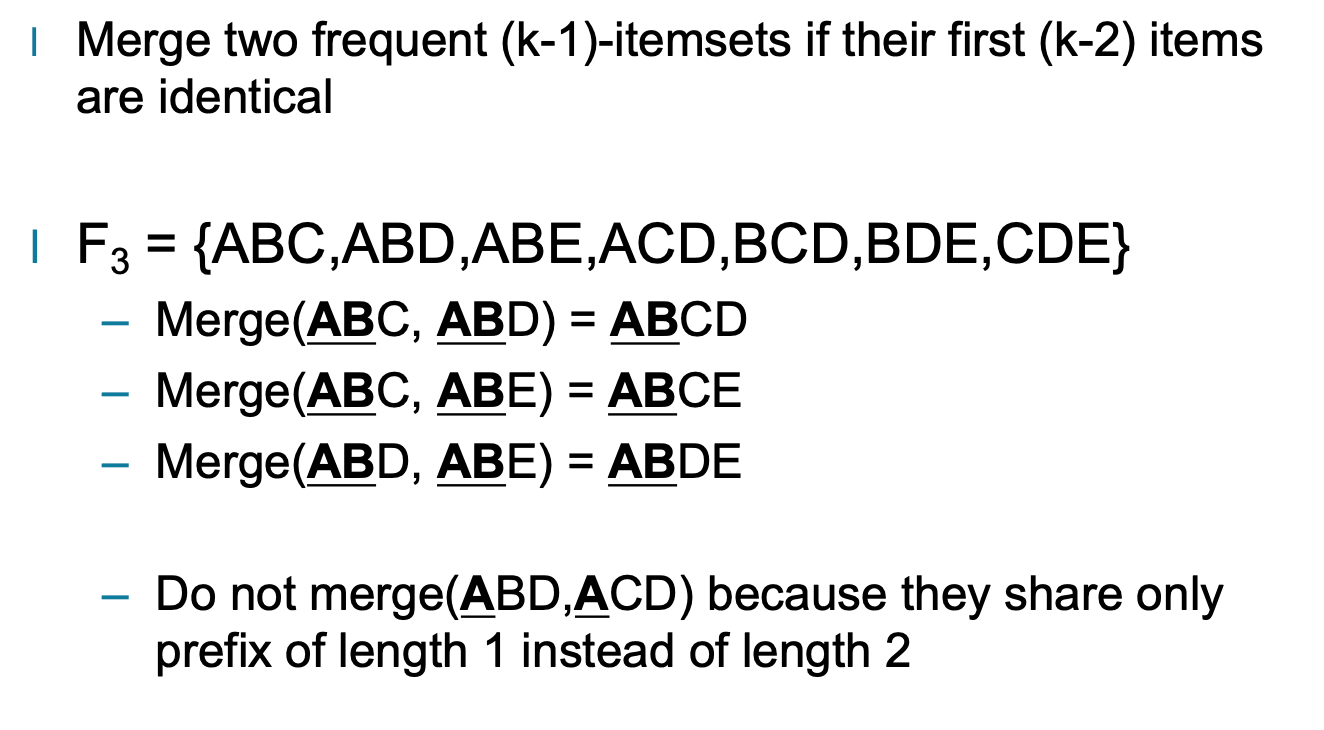 Merge two frequent (k-1)-itemsets if their first (k-2) items
are identical
F₃ = {ABC,ABD,ABE,ACD,BCD,BDE,CDE}
– Merge(ABC, ABD) = ABCD
– Merge(ABC, ABE) = ABCE
– Merge(ABD, ABE) = ABDE
– Do not merge(ABD,ACD) because they share only
prefix of length 1 instead of length 2